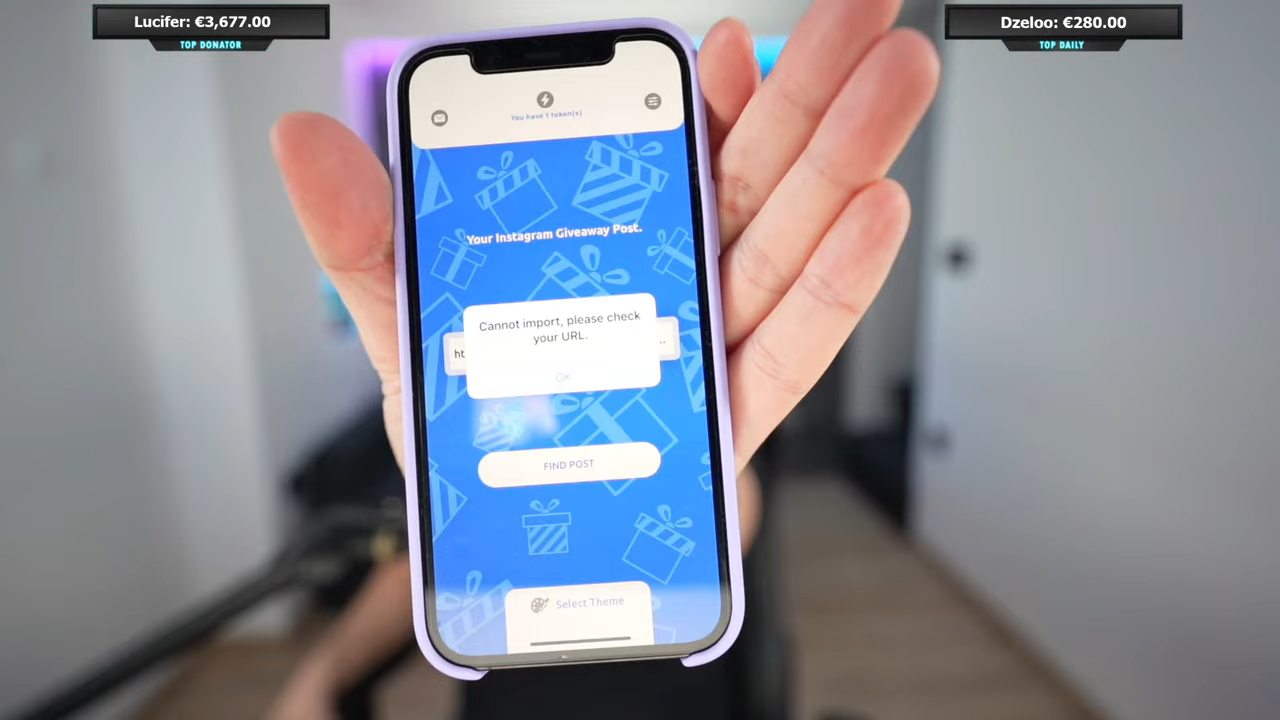 Lucifer: €3,677.00
TOP DONATOR
Dzeloo: €280.00
TOP DAILY
You have 1 token(s)
Your Instagram Giveaway Post.
Cannot import, please check
your URL.
ht
..
OK
FIND POST
Select Theme